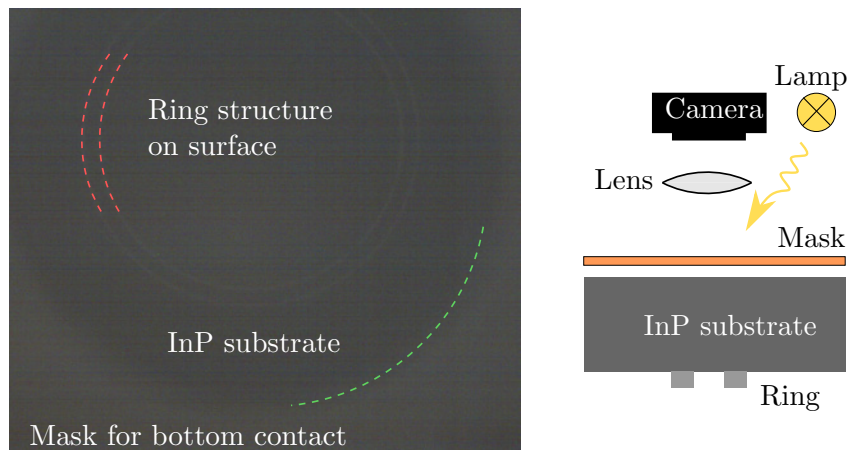 Ring structure
on surface
InP substrate
Mask for bottom contact
Lamp
Camera
Lens
Mask
InP substrate
Ring